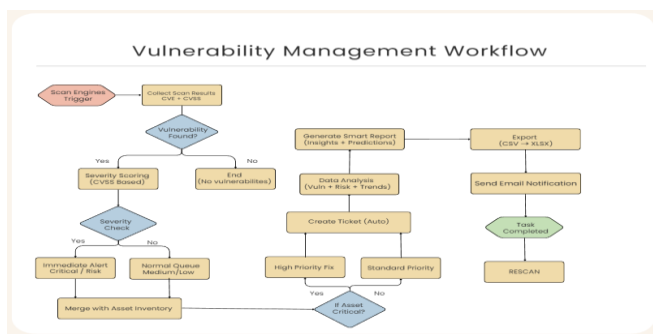 Vulnerability Management Workflow
Scan Engines
Trigger
Collect Scan Results
CVE + CVSS
Vulnerability
Found?
Yes
No
Severity Scoring
(CVSS Based)
End
(No vulnerabilites)
Severity
Check
Yes
No
Immediate Alert
Critical / Risk
Normal Queue
Medium/Low
Merge with Asset Inventory
If Asset
Critical?
Yes
No
High Priority Fix
Standard Priority
Create Ticket (Auto)
Data Analysis
(Vuln + Risk + Trends)
Generate Smart Report
(Insights + Predictions)
Export
(CSV → XLSX)
Send Email Notification
Task
Completed
RESCAN